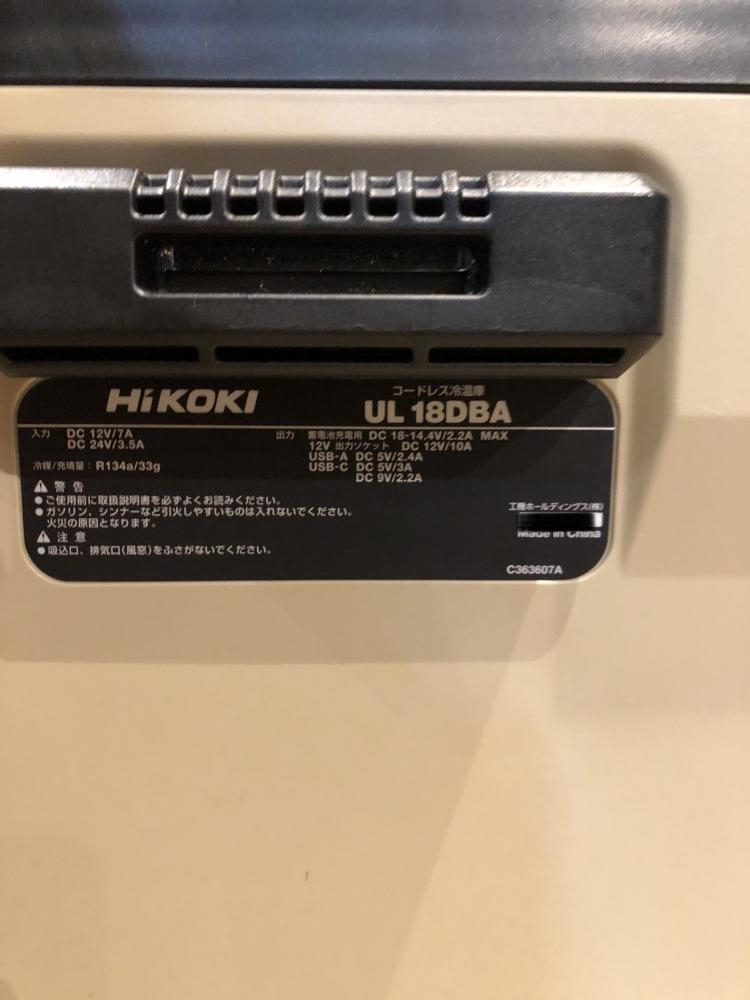 HiKOKI
コードレス冷温庫
UL 18DBA
入力 DC 12V/7A
DC 24V/3.5A
出力 蓄電池充電用 DC 18-14.4V/2.2A MAX
12V 出力ソケット DC 12V/10A
USB-A DC 5V/2.4A
USB-C DC 5V/3A
DC 9V/2.2A
冷媒/充填量: R134a/33g
⚠ 警告
●ご使用前に取扱説明書を必ずよくお読みください。
●ガソリン、シンナーなど引火しやすいものは入れないでください。
火災の原因となります。
⚠ 注意
●吸込口、排気口(風窓)をふさがないでください。
工機ホールディングス(株)
Made in China
C363607A